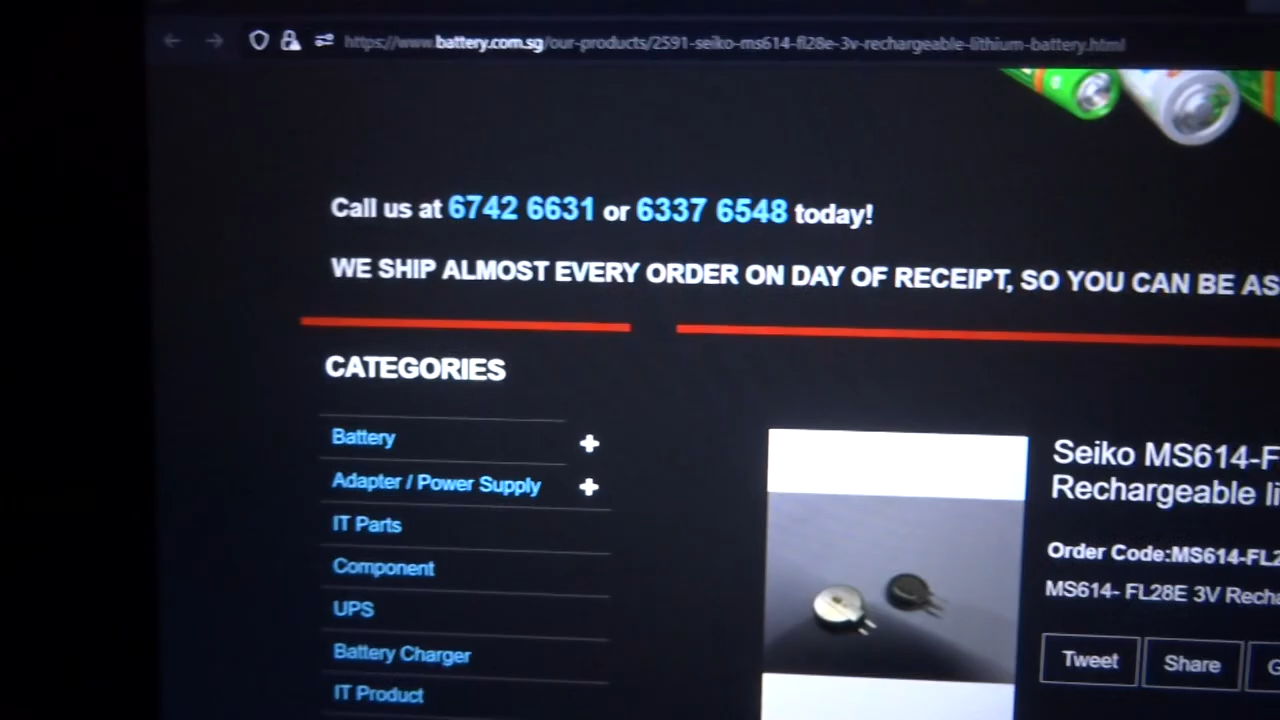 https://www.battery.com.sg/our-products/2591-seiko-ms614-fl28e-3v-rechargeable-lithium-battery.html
Call us at 6742 6631 or 6337 6548 today!
WE SHIP ALMOST EVERY ORDER ON DAY OF RECEIPT, SO YOU CAN BE AS
CATEGORIES
Battery
Adapter / Power Supply
IT Parts
Component
UPS
Battery Charger
IT Product
Seiko MS614-F
Rechargeable li
Order Code:MS614-FL2
MS614- FL28E 3V Recha
Tweet
Share
G